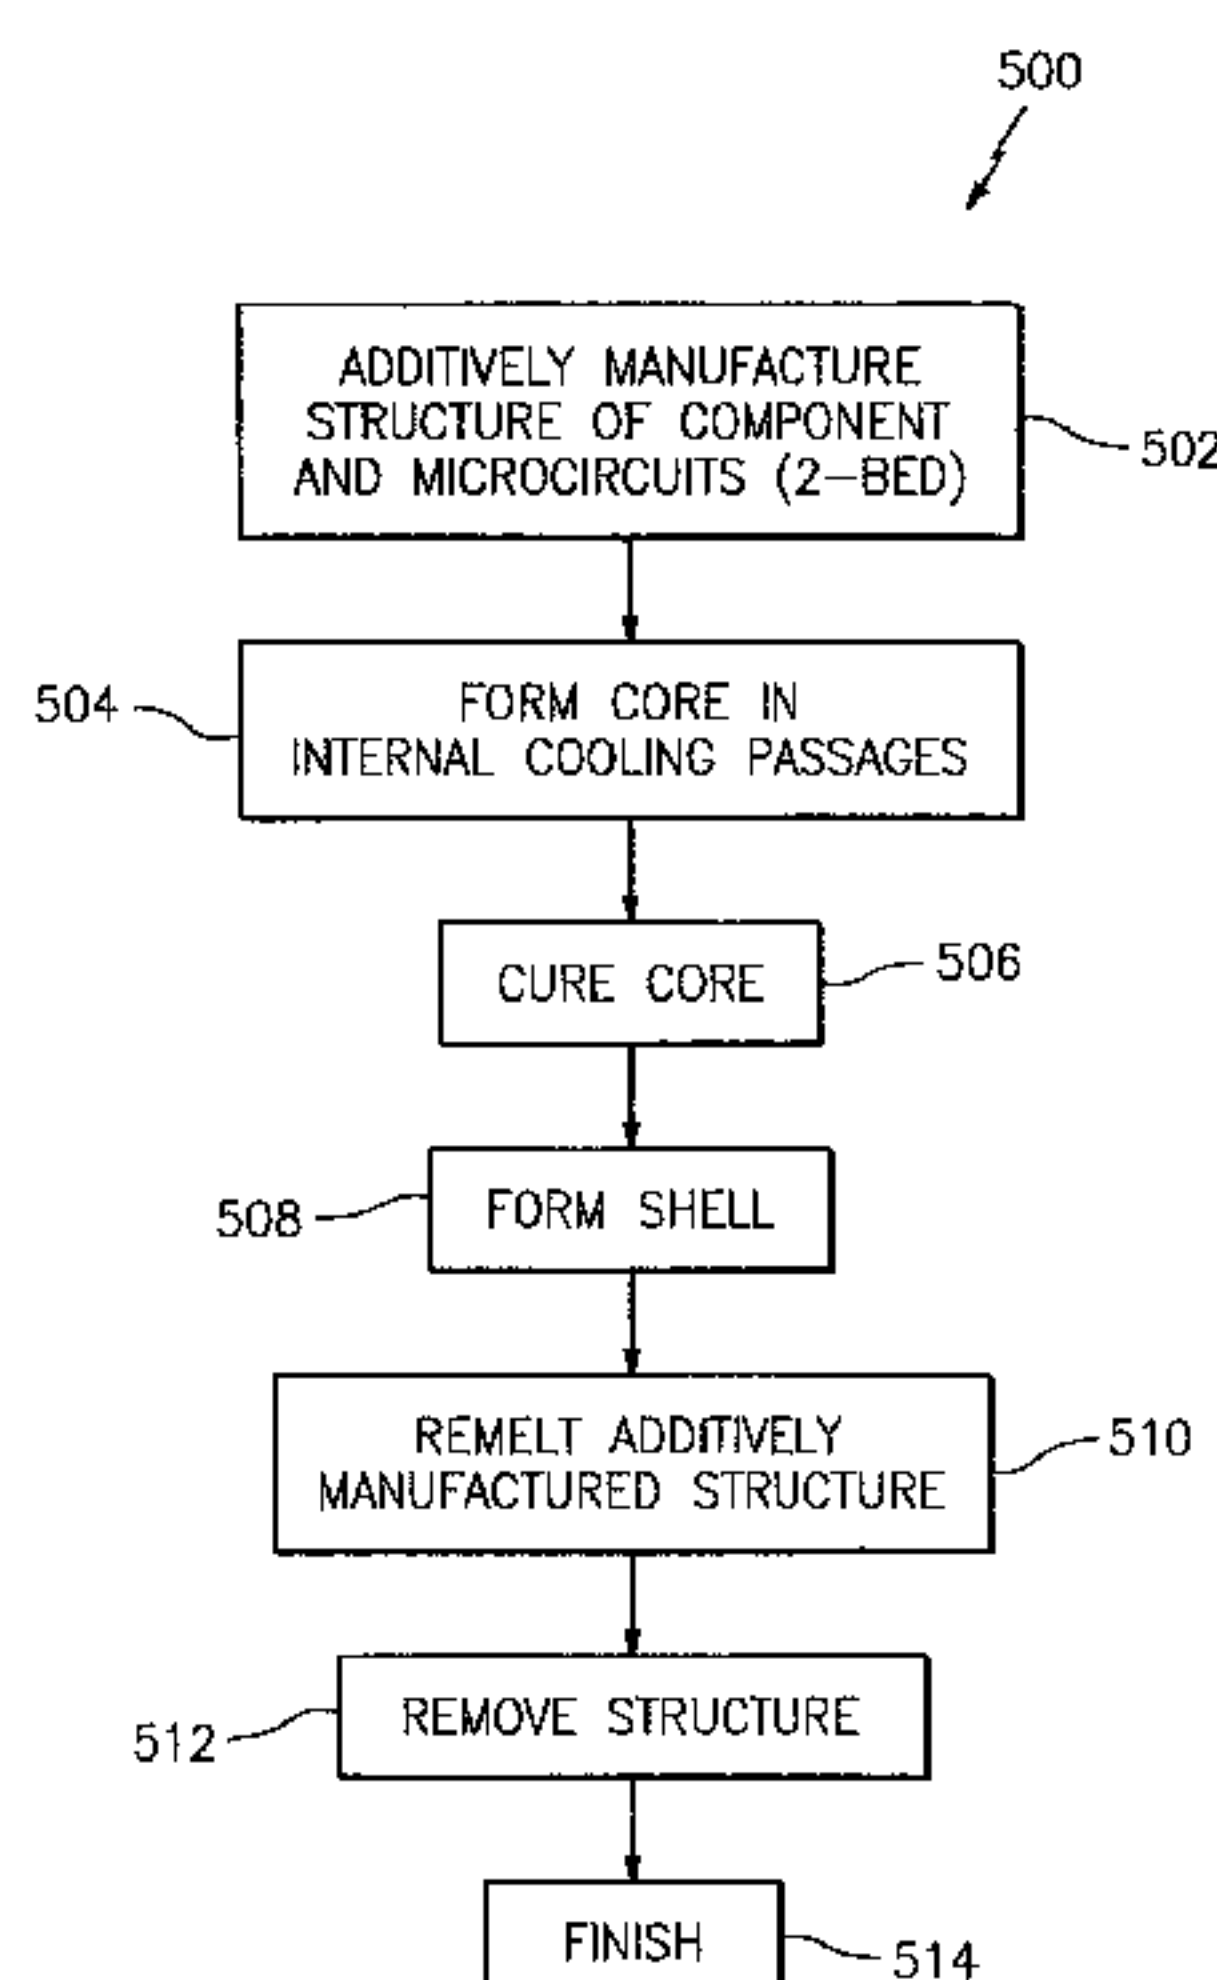 500
ADDITIVELY MANUFACTURE
STRUCTURE OF COMPONENT
AND MICROCIRCUITS (2-BED)
502
504
FORM CORE IN
INTERNAL COOLING PASSAGES
CURE CORE
506
508
FORM SHELL
REMELT ADDITIVELY
MANUFACTURED STRUCTURE
510
512
REMOVE STRUCTURE
FINISH
514